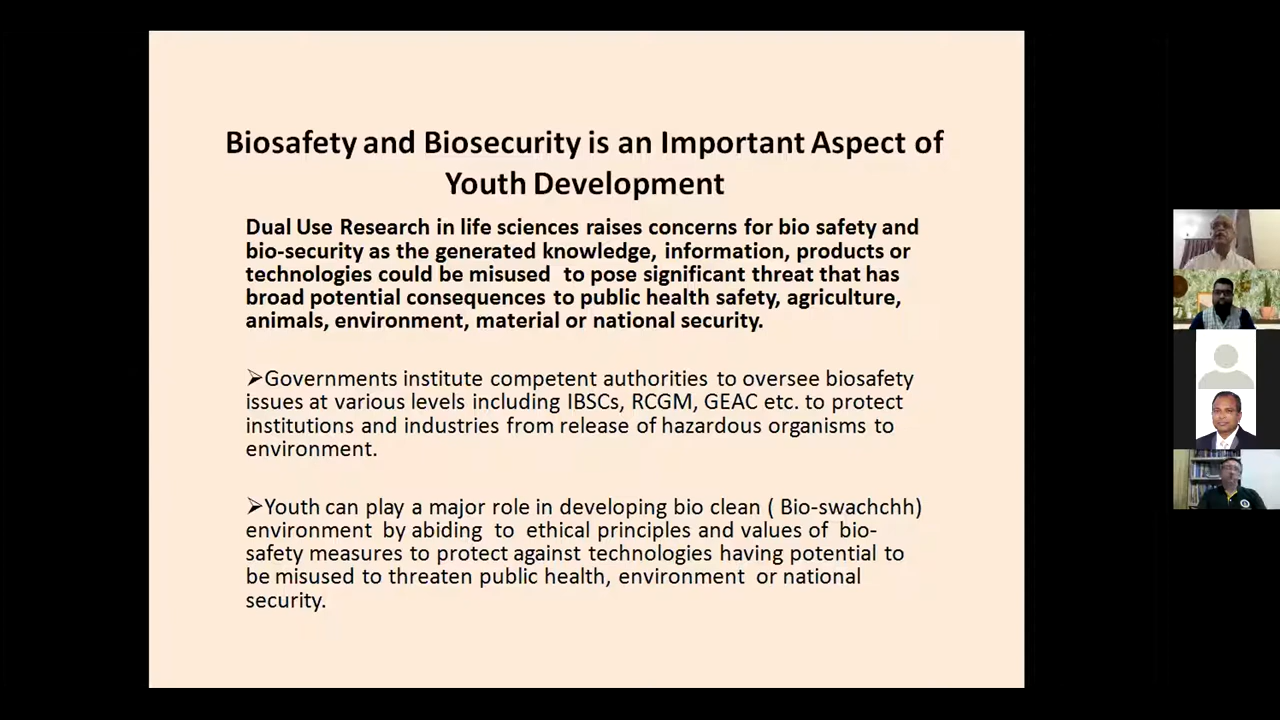 Biosafety and Biosecurity is an Important Aspect of
Youth Development
Dual Use Research in life sciences raises concerns for bio safety and
bio-security as the generated knowledge, information, products or
technologies could be misused to pose significant threat that has
broad potential consequences to public health safety, agriculture,
animals, environment, material or national security.
➢Governments institute competent authorities to oversee biosafety
issues at various levels including IBSCs, RCGM, GEAC etc. to protect
institutions and industries from release of hazardous organisms to
environment.
➢Youth can play a major role in developing bio clean ( Bio-swachchh)
environment by abiding to ethical principles and values of bio-
safety measures to protect against technologies having potential to
be misused to threaten public health, environment or national
security.